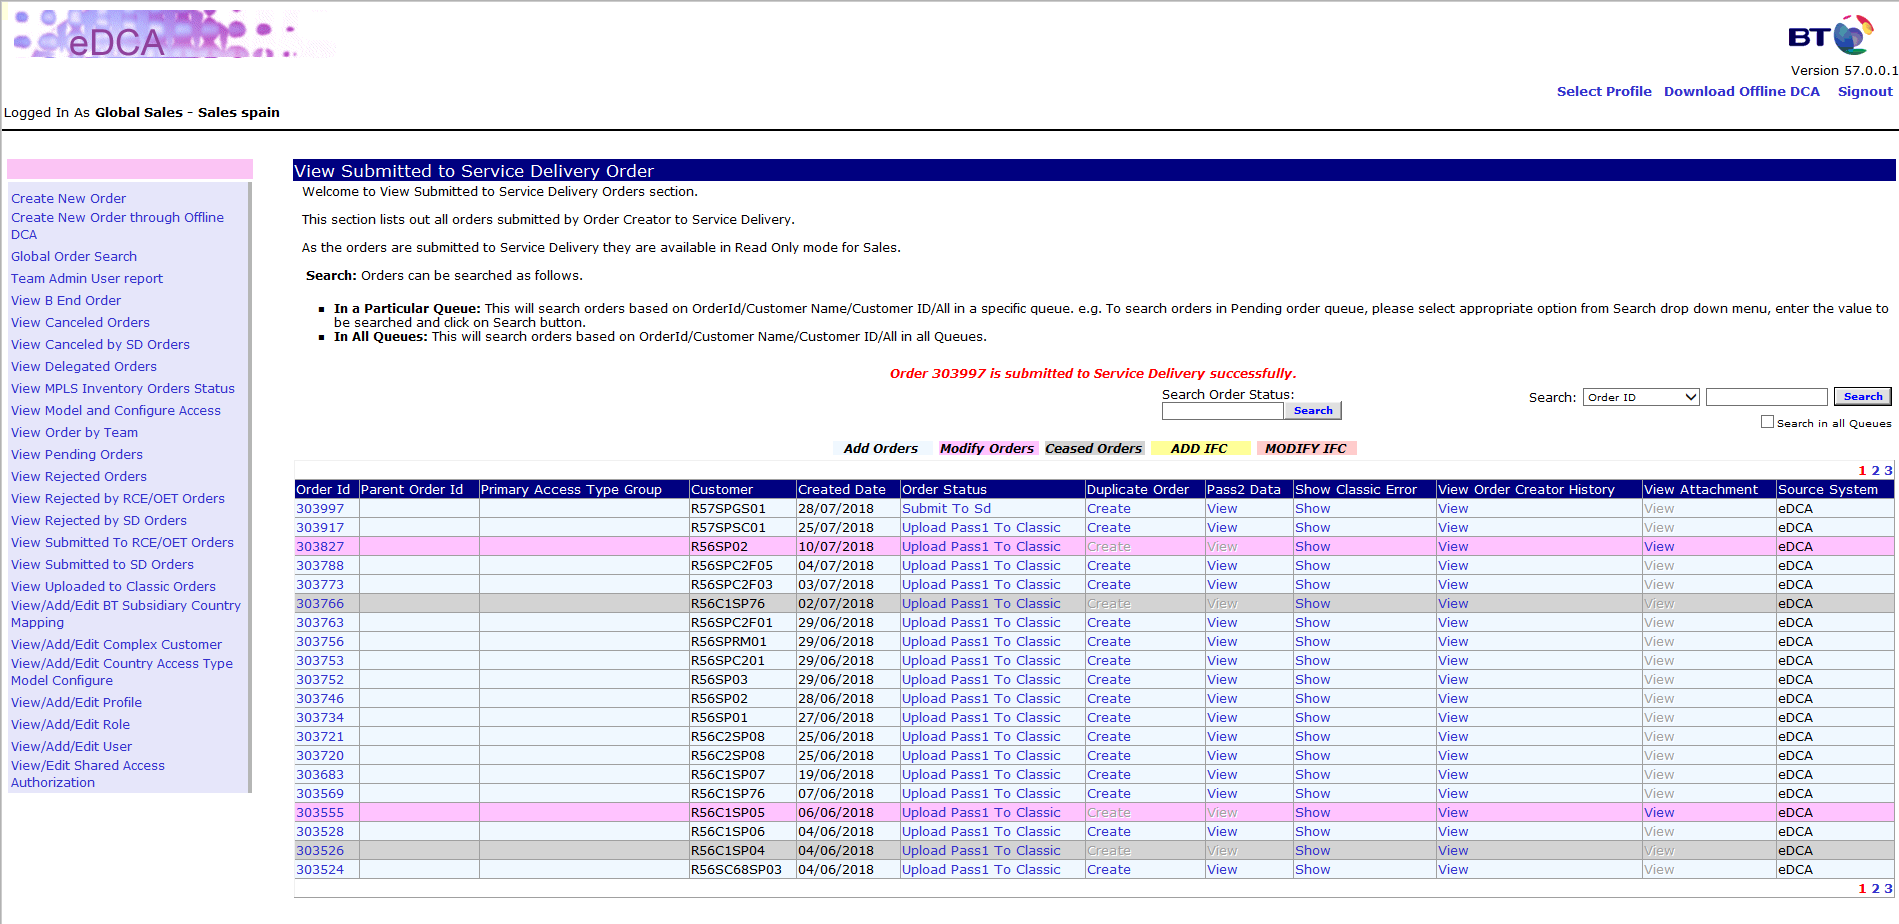 eDCA
BT
Version 57.0.0.1
Select Profile Download Offline DCA Signout
Logged In As Global Sales - Sales spain
Create New Order
Create New Order through Offline
DCA
Global Order Search
Team Admin User report
View B End Order
View Canceled Orders
View Canceled by SD Orders
View Delegated Orders
View MPLS Inventory Orders Status
View Model and Configure Access
View Order by Team
View Pending Orders
View Rejected Orders
View Rejected by RCE/OET Orders
View Rejected by SD Orders
View Submitted To RCE/OET Orders
View Submitted to SD Orders
View Uploaded to Classic Orders
View/Add/Edit BT Subsidiary Country
Mapping
View/Add/Edit Complex Customer
View/Add/Edit Country Access Type
Model Configure
View/Add/Edit Profile
View/Add/Edit Role
View/Add/Edit User
View/Edit Shared Access
Authorization
View Submitted to Service Delivery Order
Welcome to View Submitted to Service Delivery Orders section.
This section lists out all orders submitted by Order Creator to Service Delivery.
As the orders are submitted to Service Delivery they are available in Read Only mode for Sales.
Search: Orders can be searched as follows.
▪ In a Particular Queue: This will search orders based on OrderId/Customer Name/Customer ID/All in a specific queue. e.g. To search orders in Pending order queue, please select appropriate option from Search drop down menu, enter the value to
be searched and click on Search button.
▪ In All Queues: This will search orders based on OrderId/Customer Name/Customer ID/All in all Queues.
Order 303997 is submitted to Service Delivery successfully.
Search Order Status:
Search
Search: Order ID Search
Search in all Queues
Add Orders Modify Orders Ceased Orders ADD IFC MODIFY IFC
1 2 3
Order Id Parent Order Id Primary Access Type Group Customer Created Date Order Status Duplicate Order Pass2 Data Show Classic Error View Order Creator History View Attachment Source System
303997 R57SPGS01 28/07/2018 Submit To Sd Create View Show View View eDCA
303917 R57SPSC01 25/07/2018 Upload Pass1 To Classic Create View Show View View eDCA
303827 R56SP02 10/07/2018 Upload Pass1 To Classic Create View Show View View eDCA
303788 R56SPC2F05 04/07/2018 Upload Pass1 To Classic Create View Show View View eDCA
303773 R56SPC2F03 03/07/2018 Upload Pass1 To Classic Create View Show View View eDCA
303766 R56C1SP76 02/07/2018 Upload Pass1 To Classic Create View Show View View eDCA
303763 R56SPC2F01 29/06/2018 Upload Pass1 To Classic Create View Show View View eDCA
303756 R56SPRM01 29/06/2018 Upload Pass1 To Classic Create View Show View View eDCA
303753 R56SPC201 29/06/2018 Upload Pass1 To Classic Create View Show View View eDCA
303752 R56SP03 29/06/2018 Upload Pass1 To Classic Create View Show View View eDCA
303746 R56SP02 28/06/2018 Upload Pass1 To Classic Create View Show View View eDCA
303734 R56SP01 27/06/2018 Upload Pass1 To Classic Create View Show View View eDCA
303721 R56C2SP08 25/06/2018 Upload Pass1 To Classic Create View Show View View eDCA
303720 R56C2SP08 25/06/2018 Upload Pass1 To Classic Create View Show View View eDCA
303683 R56C1SP07 19/06/2018 Upload Pass1 To Classic Create View Show View View eDCA
303569 R56C1SP76 07/06/2018 Upload Pass1 To Classic Create View Show View View eDCA
303555 R56C1SP05 06/06/2018 Upload Pass1 To Classic Create View Show View View eDCA
303528 R56C1SP06 04/06/2018 Upload Pass1 To Classic Create View Show View View eDCA
303526 R56C1SP04 04/06/2018 Upload Pass1 To Classic Create View Show View View eDCA
303524 R56SC68SP03 04/06/2018 Upload Pass1 To Classic Create View Show View View eDCA
1 2 3